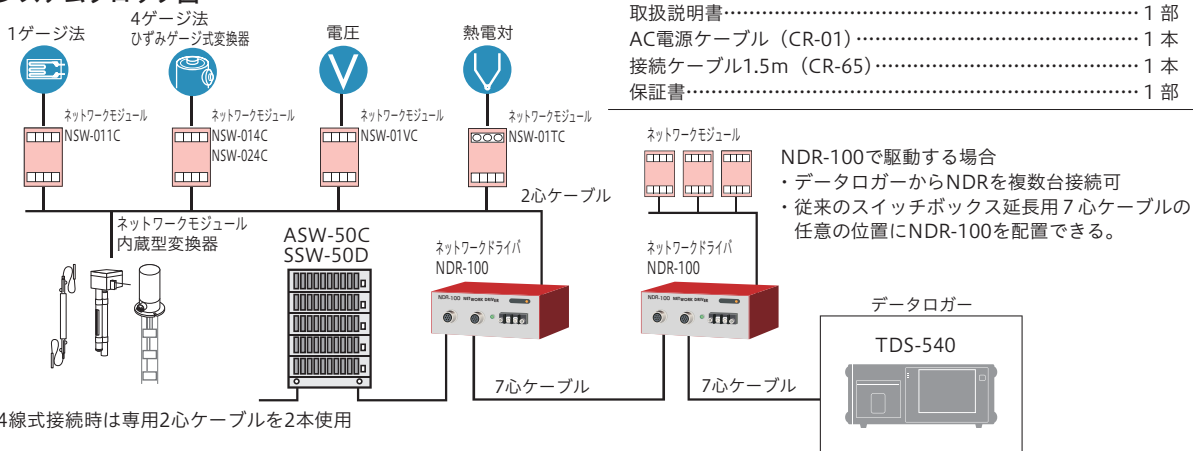 取扱説明書…………………………………………………… 1 部
AC電源ケーブル（CR-01）…………………………………… 1 本
接続ケーブル1.5m（CR-65）………………………………… 1 本
保証書………………………………………………………… 1 部
1ゲージ法
4ゲージ法
ひずみゲージ式変換器
電圧
熱電対
ネットワークモジュール
NSW-011C
ネットワークモジュール
NSW-014C
NSW-024C
ネットワークモジュール
NSW-01VC
ネットワークモジュール
NSW-01TC
2心ケーブル
ネットワークモジュール
内蔵型変換器
ASW-50C
SSW-50D
ネットワークドライバ
NDR-100
NDR-100 NETWORK DRIVER
ネットワークモジュール
ネットワークドライバ
NDR-100
NDR-100 NETWORK DRIVER
NDR-100で駆動する場合
・データロガーからNDRを複数台接続可
・従来のスイッチボックス延長用７心ケーブルの
任意の位置にNDR-100を配置できる。
データロガー
TDS-540
7心ケーブル
7心ケーブル
4線式接続時は専用2心ケーブルを2本使用